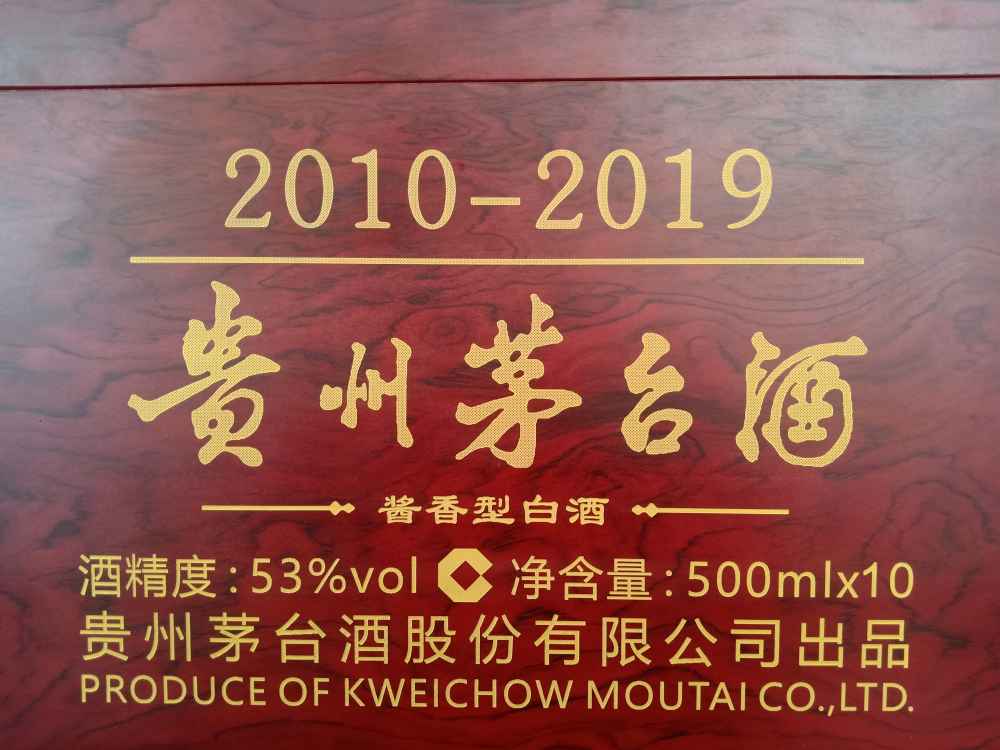 2010-2019
贵州茅台酒
酱香型白酒
酒精度:53%vol 净含量:500mlx10
贵州茅台酒股份有限公司出品
PRODUCE OF KWEICHOW MOUTAI CO.,LTD.